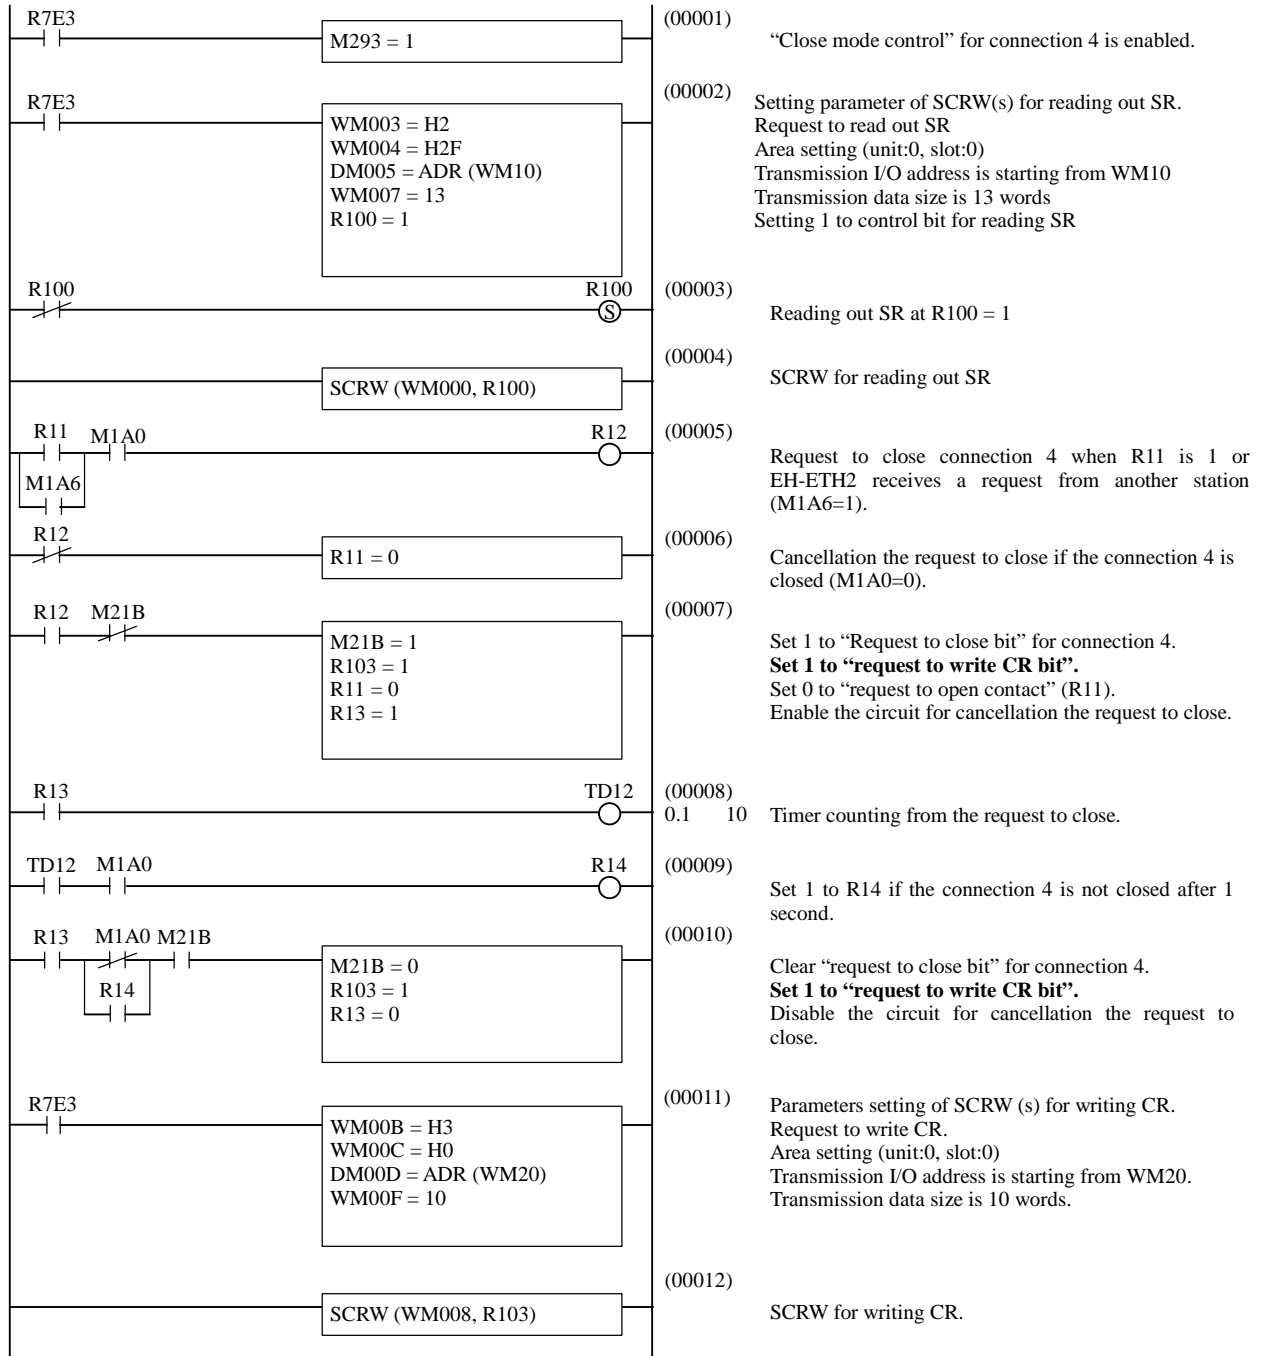 R7E3
(00001)
M293 = 1
“Close mode control” for connection 4 is enabled.
R7E3
(00002)
WM003 = H2
WM004 = H2F
DM005 = ADR (WM10)
WM007 = 13
R100 = 1
Setting parameter of SCRW(s) for reading out SR.
Request to read out SR
Area setting (unit:0, slot:0)
Transmission I/O address is starting from WM10
Transmission data size is 13 words
Setting 1 to control bit for reading SR
R100
R100
S
(00003)
Reading out SR at R100 = 1
(00004)
SCRW (WM000, R100)
SCRW for reading out SR
R11
M1A0
R12
(00005)
M1A6
Request to close connection 4 when R11 is 1 or
EH-ETH2 receives a request from another station
(M1A6=1).
R12
(00006)
R11 = 0
Cancellation the request to close if the connection 4 is
closed (M1A0=0).
R12 M21B
(00007)
M21B = 1
R103 = 1
R11 = 0
R13 = 1
Set 1 to “Request to close bit” for connection 4.
Set 1 to “request to write CR bit”.
Set 0 to “request to open contact” (R11).
Enable the circuit for cancellation the request to close.
R13
TD12
(00008)
0.1 10
Timer counting from the request to close.
TD12 M1A0
R14
(00009)
Set 1 to R14 if the connection 4 is not closed after 1
second.
R13 M1A0 M21B
(00010)
R14
M21B = 0
R103 = 1
R13 = 0
Clear “request to close bit” for connection 4.
Set 1 to “request to write CR bit”.
Disable the circuit for cancellation the request to
close.
R7E3
(00011)
WM00B = H3
WM00C = H0
DM00D = ADR (WM20)
WM00F = 10
Parameters setting of SCRW (s) for writing CR.
Request to write CR.
Area setting (unit:0, slot:0)
Transmission I/O address is starting from WM20.
Transmission data size is 10 words.
(00012)
SCRW (WM008, R103)
SCRW for writing CR.